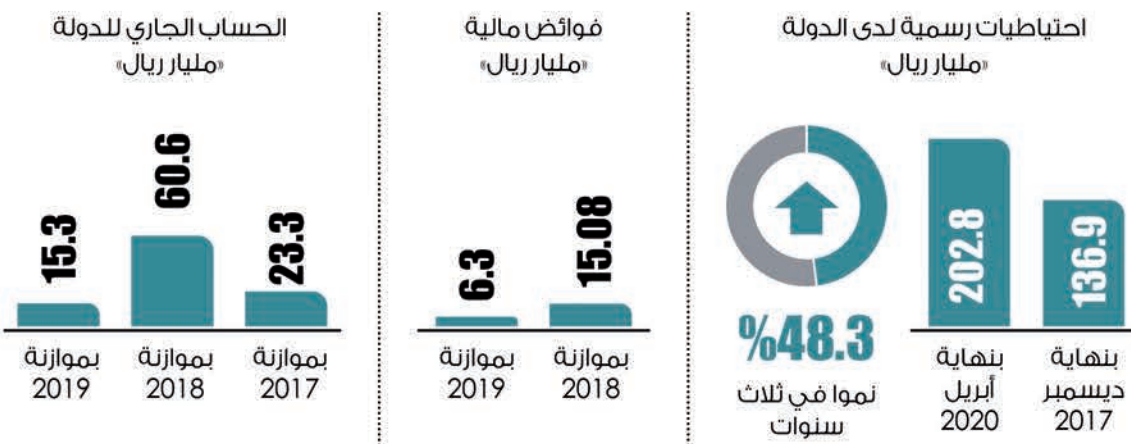 احتياطيات رسمية لدى الدولة
«مليار ريال»
136.9
202.8
%48.3
بنهاية
ديسمبر
2017
بنهاية
أبريل
2020
نموا في ثلاث
سنوات
فوائض مالية
«مليار ريال»
15.08
6.3
بموازنة
2018
بموازنة
2019
الحساب الجاري للدولة
«مليار ريال»
23.3
60.6
15.3
بموازنة
2017
بموازنة
2018
بموازنة
2019